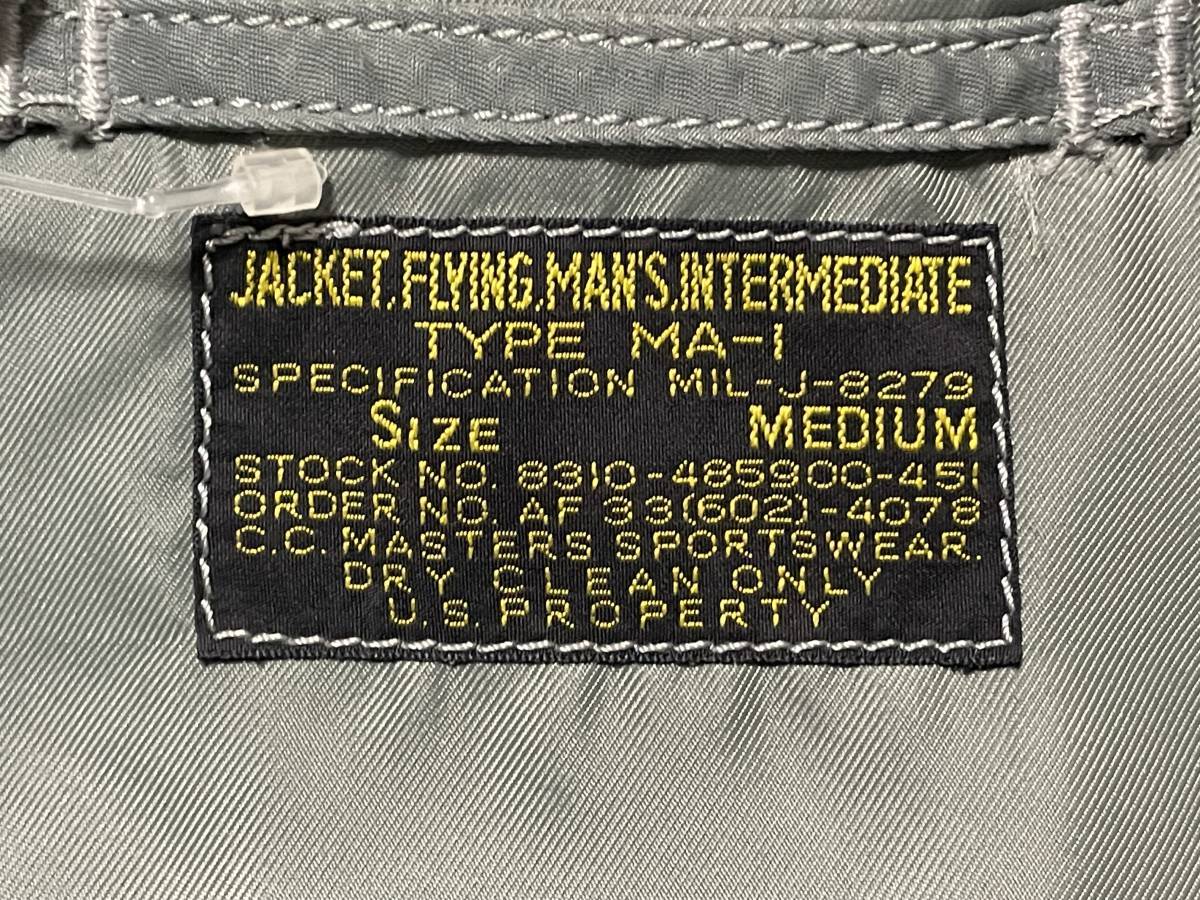 JACKET, FLYING, MAN'S, INTERMEDIATE
TYPE MA-1
SPECIFICATION MIL-J-8279
SIZE MEDIUM
STOCK NO. 8310-485900-451
ORDER NO. AF 33(602)-4078
C.C. MASTERS SPORTSWEAR.
DRY CLEAN ONLY
U.S. PROPERTY